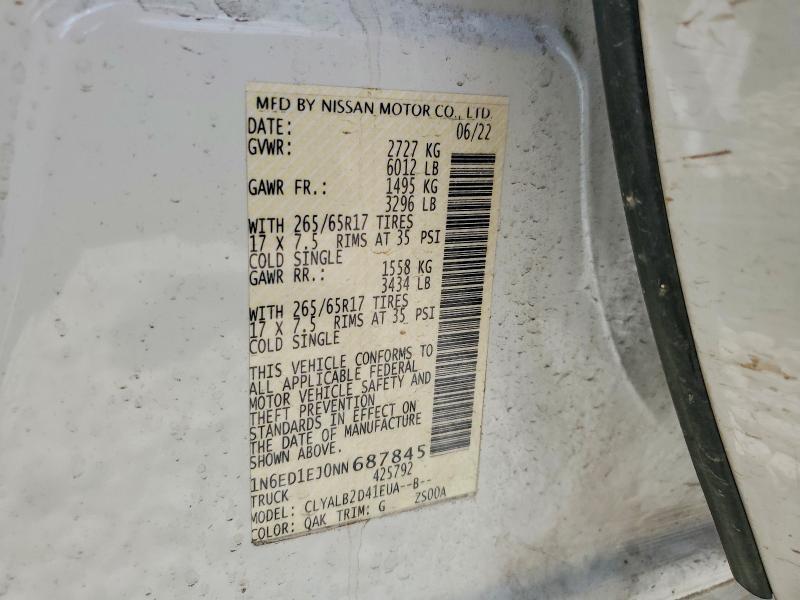 MFD BY NISSAN MOTOR CO., LTD.
DATE: 06/22
GVWR: 2727 KG
6012 LB
GAWR FR.: 1495 KG
3296 LB
WITH 265/65R17 TIRES
17 X 7.5 RIMS AT 35 PSI
COLD SINGLE
GAWR RR.: 1558 KG
3434 LB
WITH 265/65R17 TIRES
17 X 7.5 RIMS AT 35 PSI
COLD SINGLE
THIS VEHICLE CONFORMS TO
ALL APPLICABLE FEDERAL
MOTOR VEHICLE SAFETY AND
THEFT PREVENTION
STANDARDS IN EFFECT ON
THE DATE OF MANUFACTURE
SHOWN ABOVE.
1N6ED1EJ0NN687845
TRUCK 425792
MODEL: CLYALB2D41EUA--B--
COLOR: QAK TRIM: G ZS00A